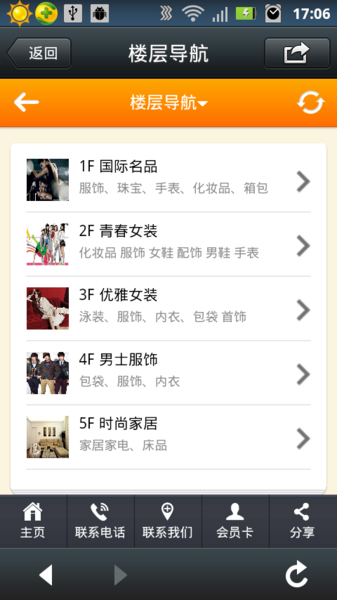 17:06
返回
楼层导航
楼层导航
1F 国际名品
服饰、珠宝、手表、化妆品、箱包
2F 青春女装
化妆品 服饰 女鞋 配饰 男鞋 手表
3F 优雅女装
泳装、服饰、内衣、包袋 首饰
4F 男士服饰
包袋、服饰、内衣
5F 时尚家居
家居家电、床品
主页
联系电话
联系我们
会员卡
分享